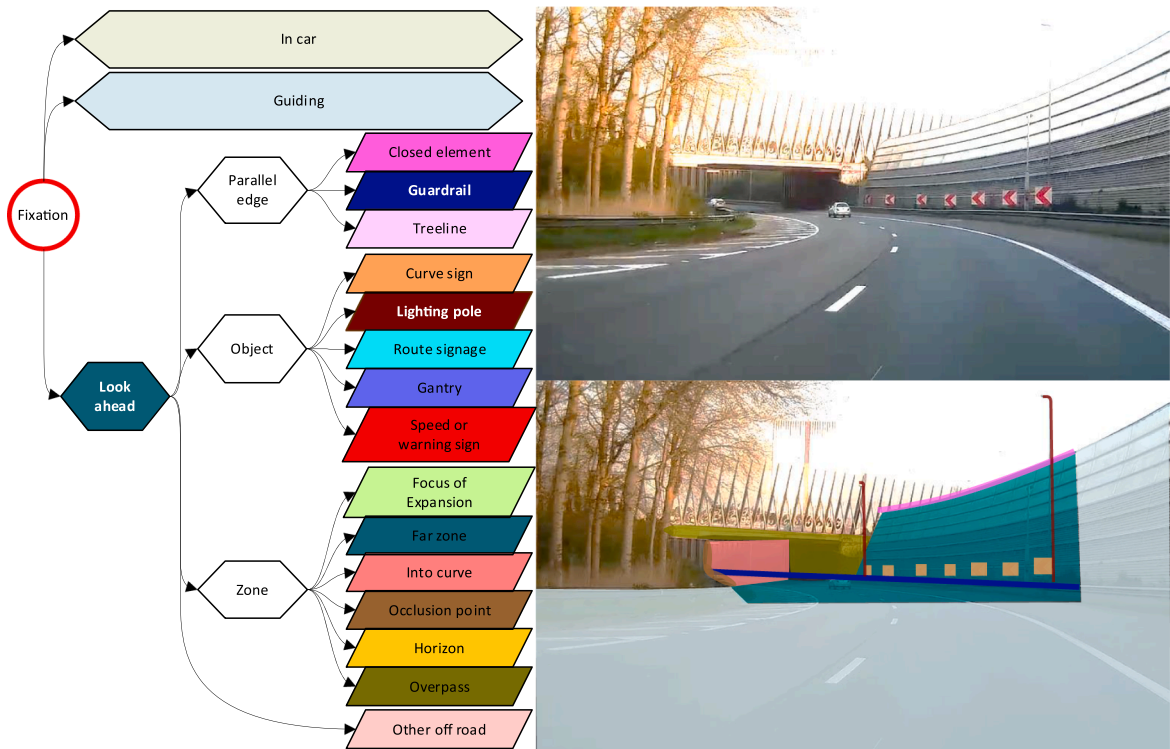 In car
Guiding
Fixation
Look
ahead
Parallel
edge
Closed element
Guardrail
Treeline
Object
Curve sign
Lighting pole
Route signage
Gantry
Speed or
warning sign
Zone
Focus of
Expansion
Far zone
Into curve
Occlusion point
Horizon
Overpass
Other off road